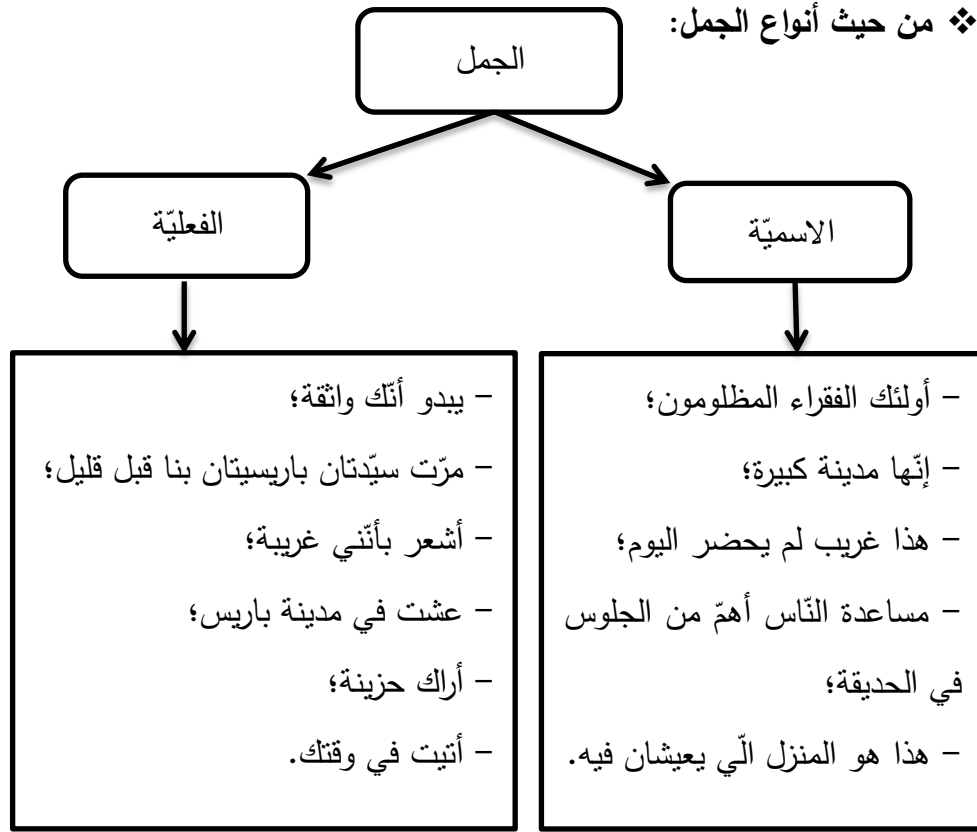 ❖ من حيث أنواع الجمل:
الجمل
الاسميّة
الفعليّة
– أولئك الفقراء المظلومون؛
– إنّها مدينة كبيرة؛
– هذا غريب لم يحضر اليوم؛
– مساعدة النّاس أهمّ من الجلوس
في الحديقة؛
– هذا هو المنزل الّي يعيشان فيه.
– يبدو أنّك واثقة؛
– مرّت سيّدتان باريسيتان بنا قبل قليل؛
– أشعر بأنّني غريبة؛
– عشت في مدينة باريس؛
– أراك حزينة؛
– أتيت في وقتك.